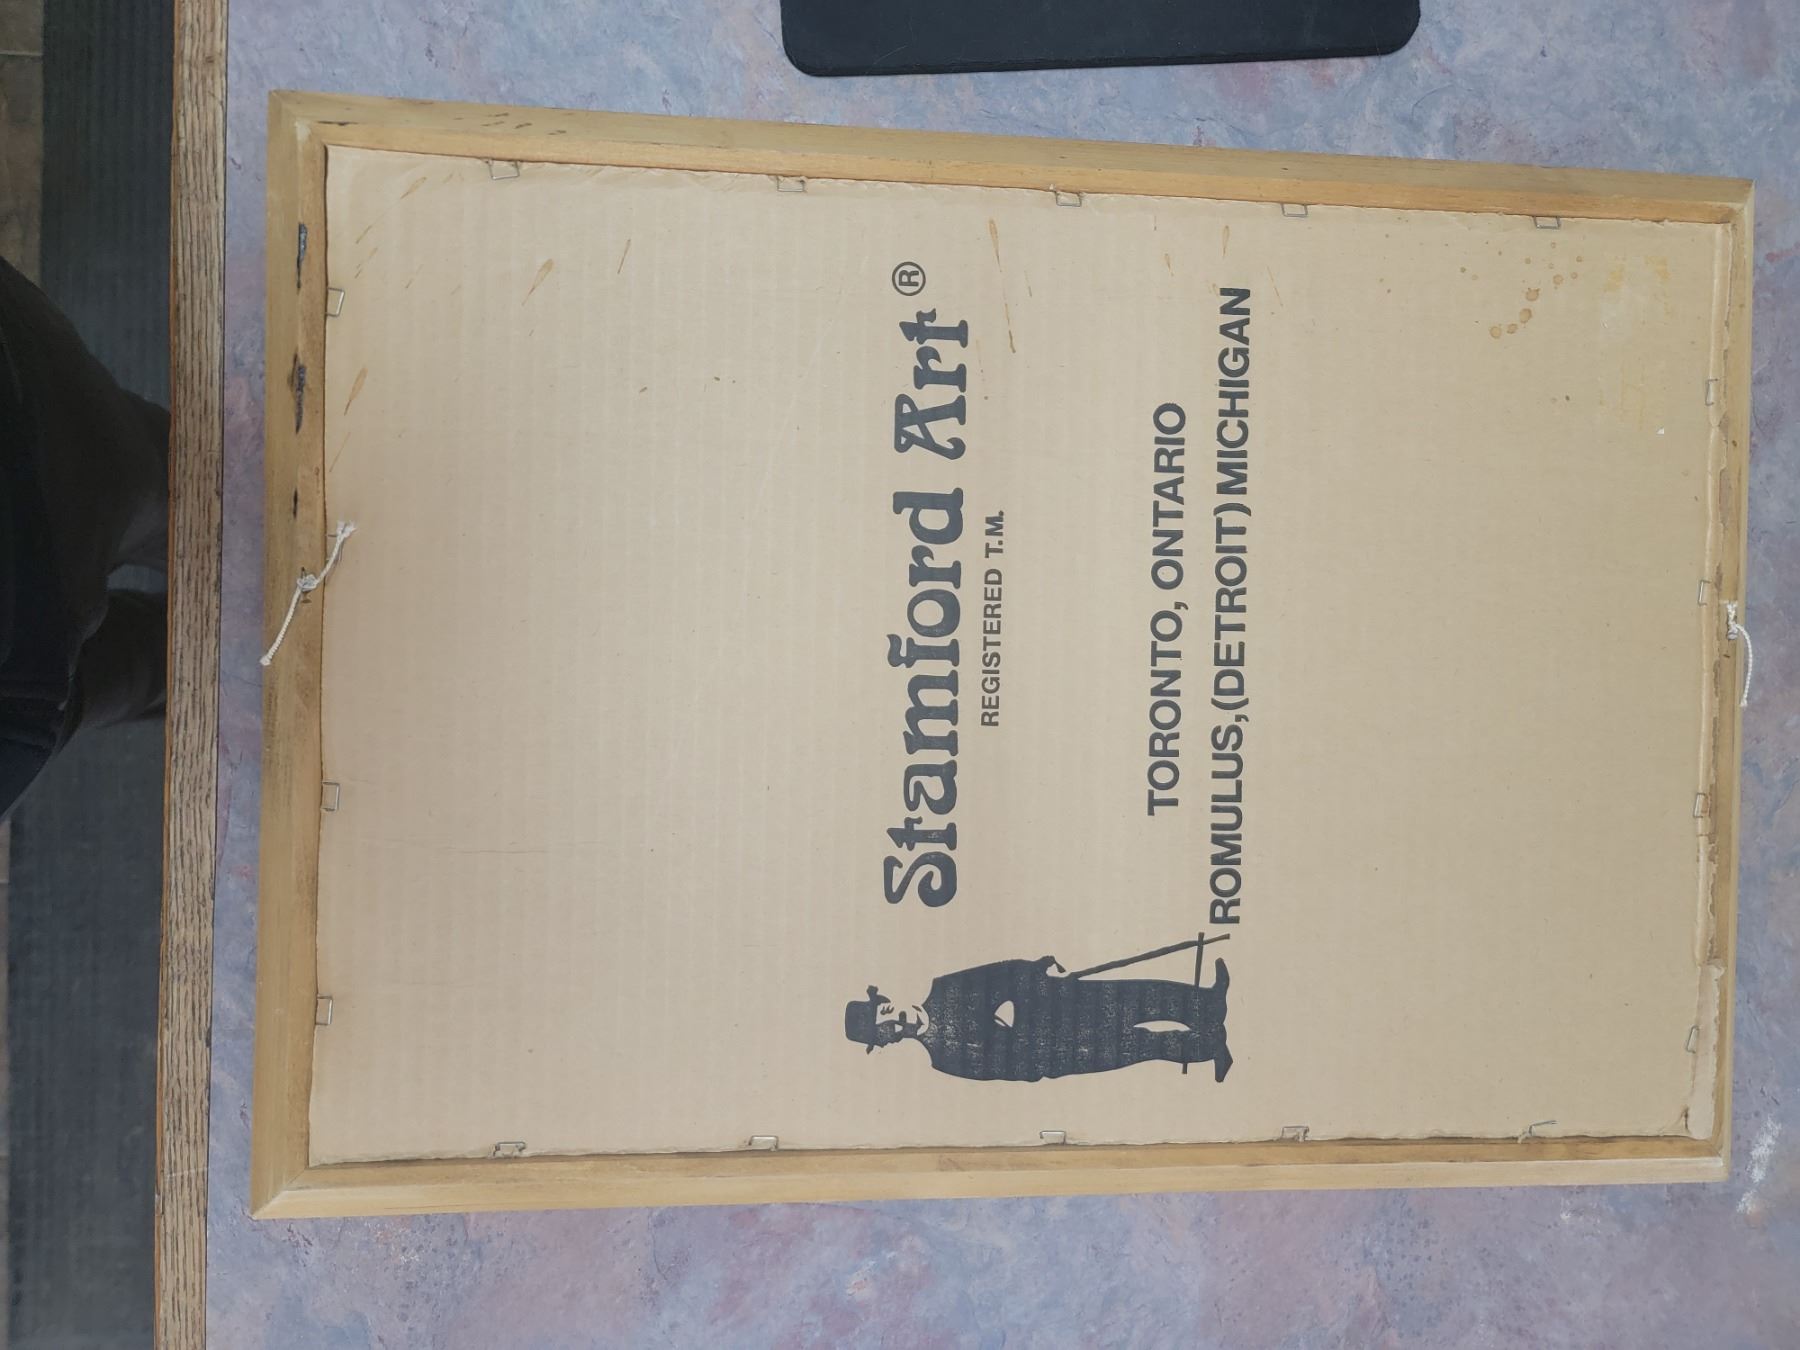 Stamford Art ®
REGISTERED T.M.
TORONTO, ONTARIO
ROMULUS,(DETROIT) MICHIGAN